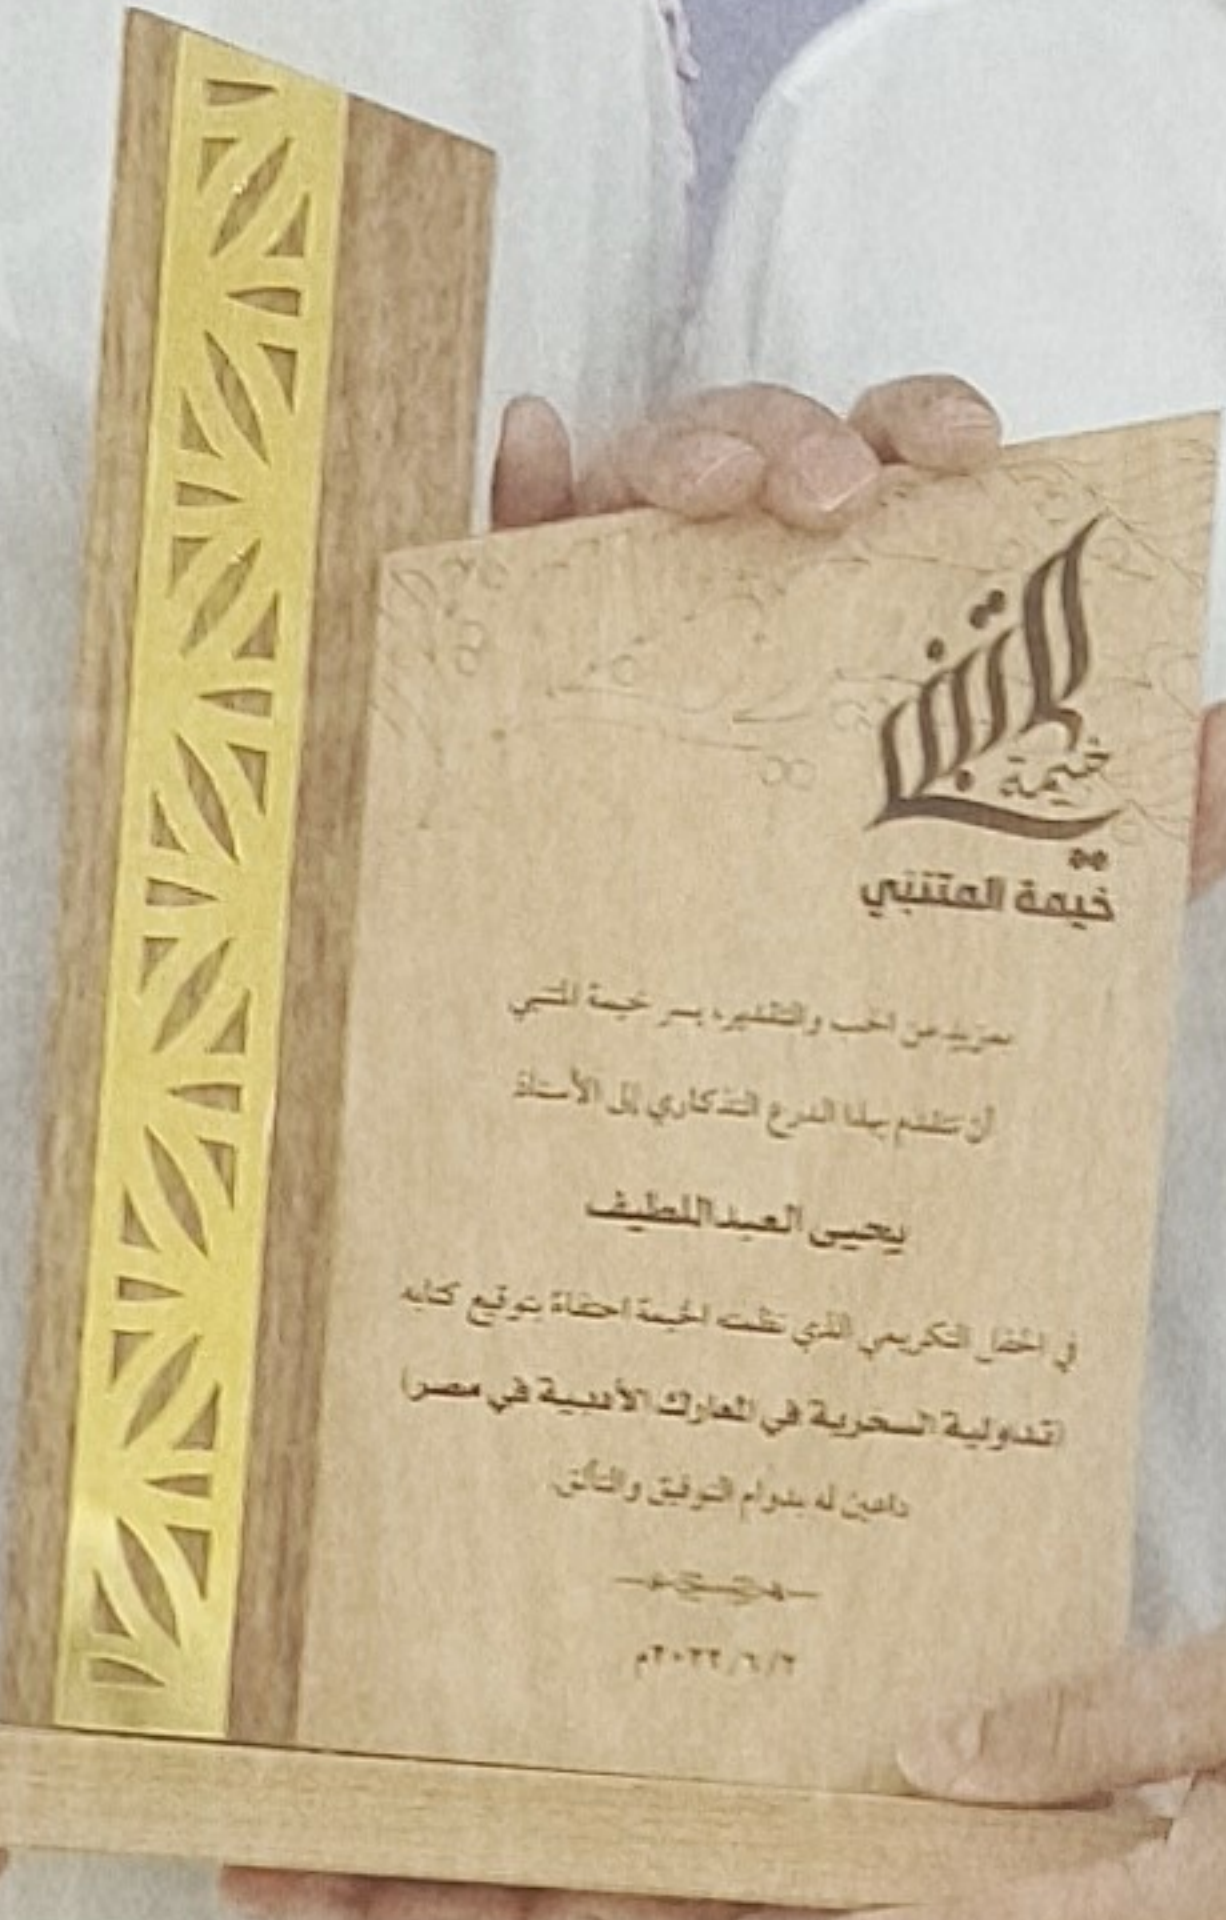 المتنبي
خيمة
خيمة المتنبي
بمزيد من الحب والتقدير، يسر خيمة المتنبي
أن تتقدم بهذا الدرع التذكاري إلى الأستاذ
يحيى العبداللطيف
في الحفل التكريمي الذي نظمته الخيمة احتفاءً بتوقيع كتابه
(تداولية السخرية في المعارك الأدبية في مصر)
داعين له بدوام التوفيق والتألق.
٢٠٢٢/٦/٢م